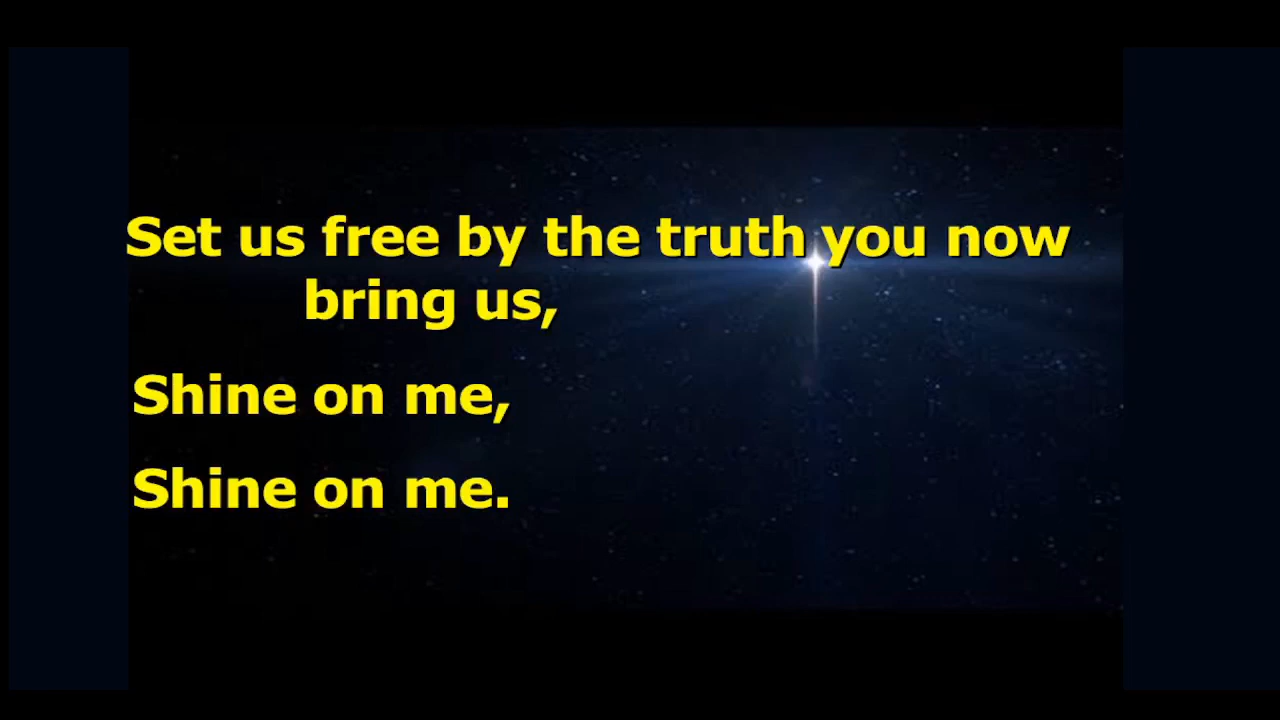 Set us free by the truth you now
bring us,
Shine on me,
Shine on me.